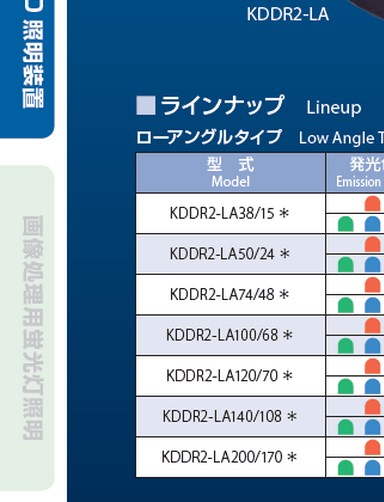 KDDR2-LA
照明装置
画像処理用蛍光灯照明
■ラインナップ Lineup
ローアングルタイプ Low Angle
型 式
Model
発光
Emission
KDDR2-LA38/15 *
KDDR2-LA50/24 *
KDDR2-LA74/48 *
KDDR2-LA100/68 *
KDDR2-LA120/70 *
KDDR2-LA140/108 *
KDDR2-LA200/170 *